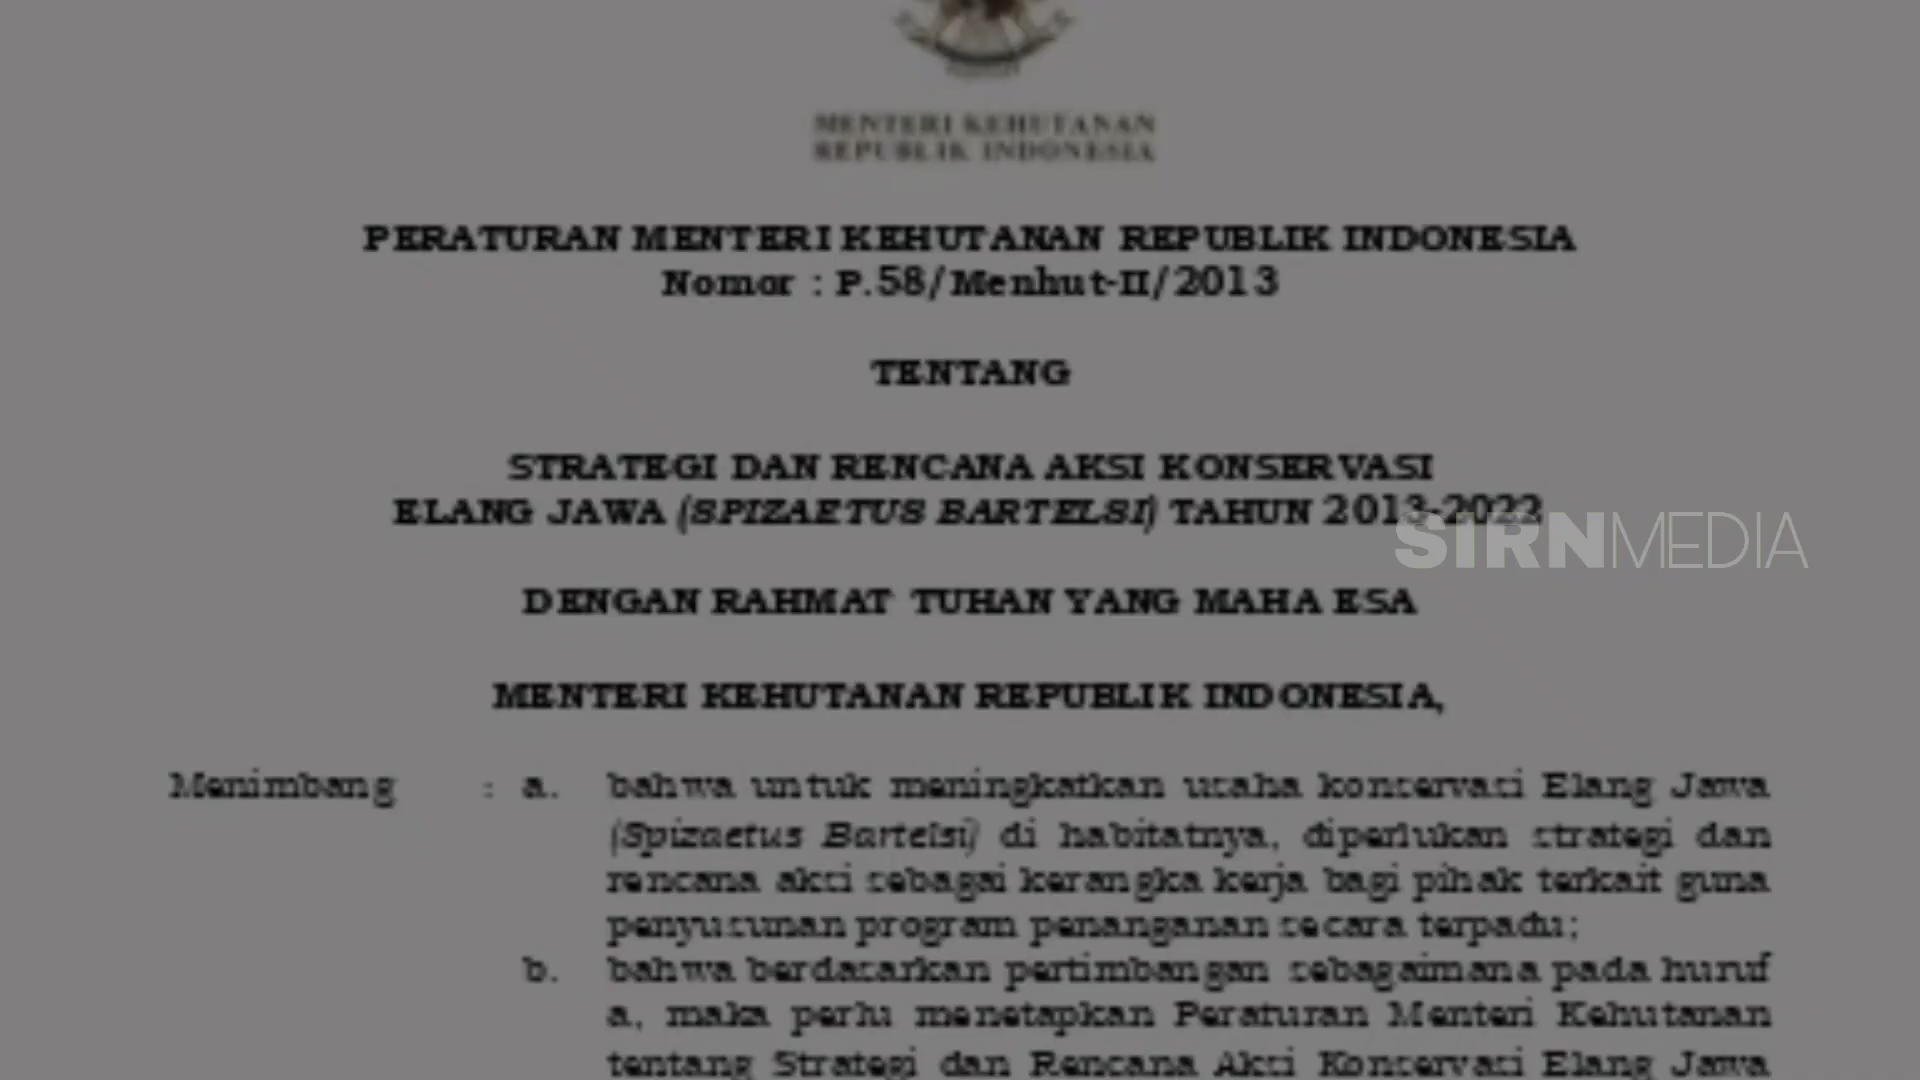 MENTERI KEHUTANAN
REPUBLIK INDONESIA
PERATURAN MENTERI KEHUTANAN REPUBLIK INDONESIA
Nomor : P.58/Menhut-II/2013
TENTANG
STRATEGI DAN RENCANA AKSI KONSERVASI
ELANG JAWA (SPIZAETUS BARTELSI) TAHUN 2013-2022
SIRNMEDIA
DENGAN RAHMAT TUHAN YANG MAHA ESA
MENTERI KEHUTANAN REPUBLIK INDONESIA,
Menimbang : a. bahwa untuk meningkatkan usaha konservasi Elang Jawa
(Spizaetus Bartelsi) di habitatnya, diperlukan strategi dan
rencana aksi sebagai kerangka kerja bagi pihak terkait guna
penyusunan program penanganan secara terpadu;
b. bahwa berdasarkan pertimbangan sebagaimana pada huruf
a, maka perlu menetapkan Peraturan Menteri Kehutanan
tentang Strategi dan Rencana Aksi Konservasi Elang Jawa